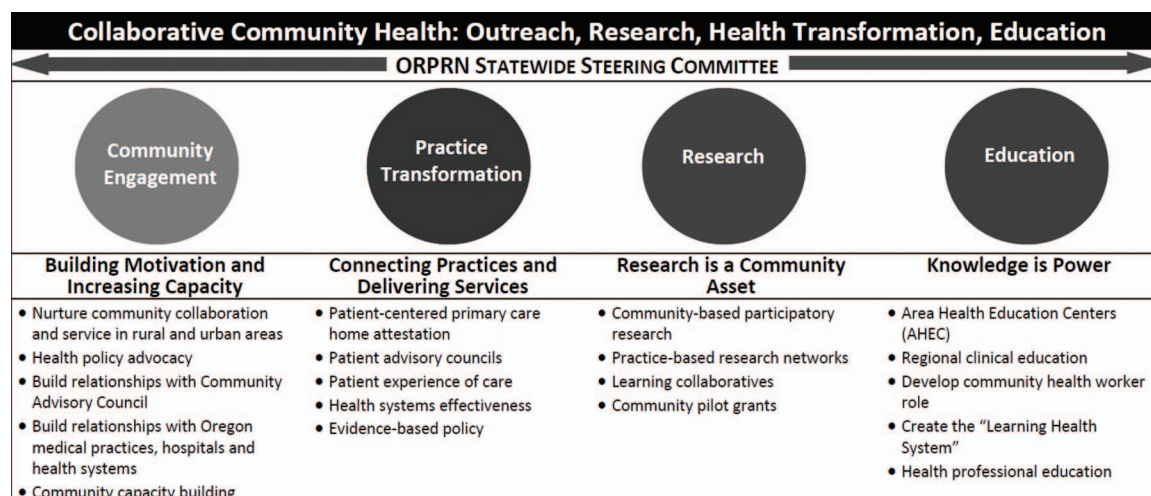 Collaborative Community Health: Outreach, Research, Health Transformation, Education
ORPRN STATEWIDE STEERING COMMITTEE
Community
Engagement
Practice
Transformation
Research
Education
Building Motivation and
Increasing Capacity
• Nurture community collaboration
and service in rural and urban areas
• Health policy advocacy
• Build relationships with Community
Advisory Council
• Build relationships with Oregon
medical practices, hospitals and
health systems
• Community capacity building
Connecting Practices and
Delivering Services
• Patient-centered primary care
home attestation
• Patient advisory councils
• Patient experience of care
• Health systems effectiveness
• Evidence-based policy
Research is a Community
Asset
• Community-based participatory
research
• Practice-based research networks
• Learning collaboratives
• Community pilot grants
Knowledge is Power
• Area Health Education Centers
(AHEC)
• Regional clinical education
• Develop community health worker
role
• Create the “Learning Health
System”
• Health professional education